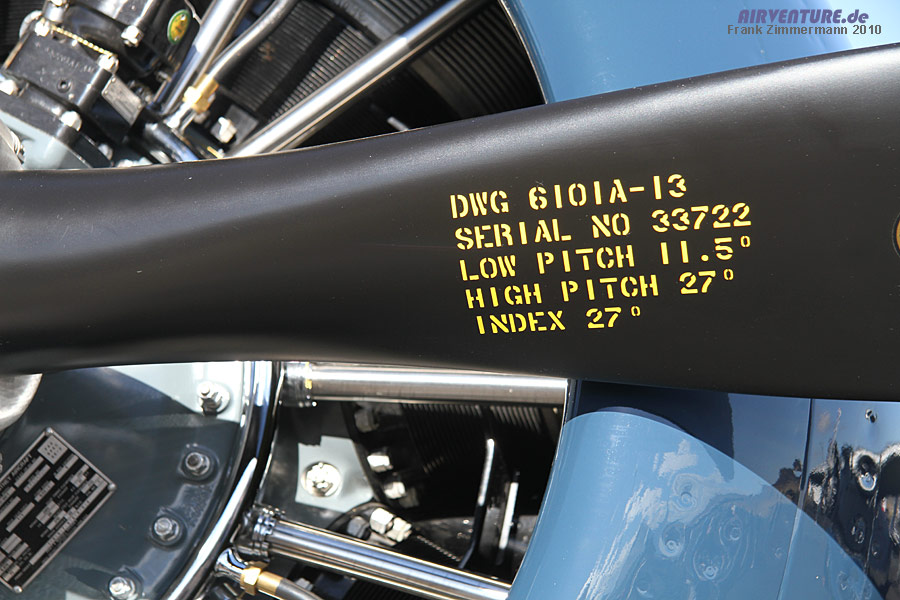 AIRVENTURE.de
Frank Zimmermann 2010
DWG 6101A-13
SERIAL NO 33722
LOW PITCH 11.5°
HIGH PITCH 27°
INDEX 27°